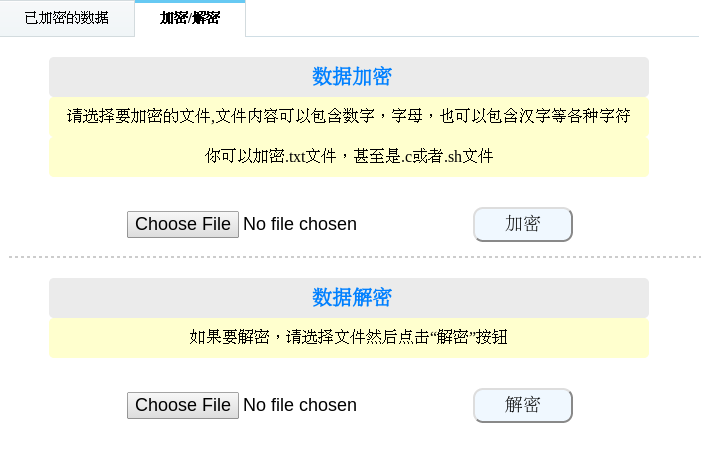 已加密的数据 加密/解密
数据加密
请选择要加密的文件,文件内容可以包含数字，字母，也可以包含汉字等各种字符
你可以加密.txt文件，甚至是.c或者.sh文件
Choose File No file chosen 加密
数据解密
如果要解密，请选择文件然后点击“解密”按钮
Choose File No file chosen 解密